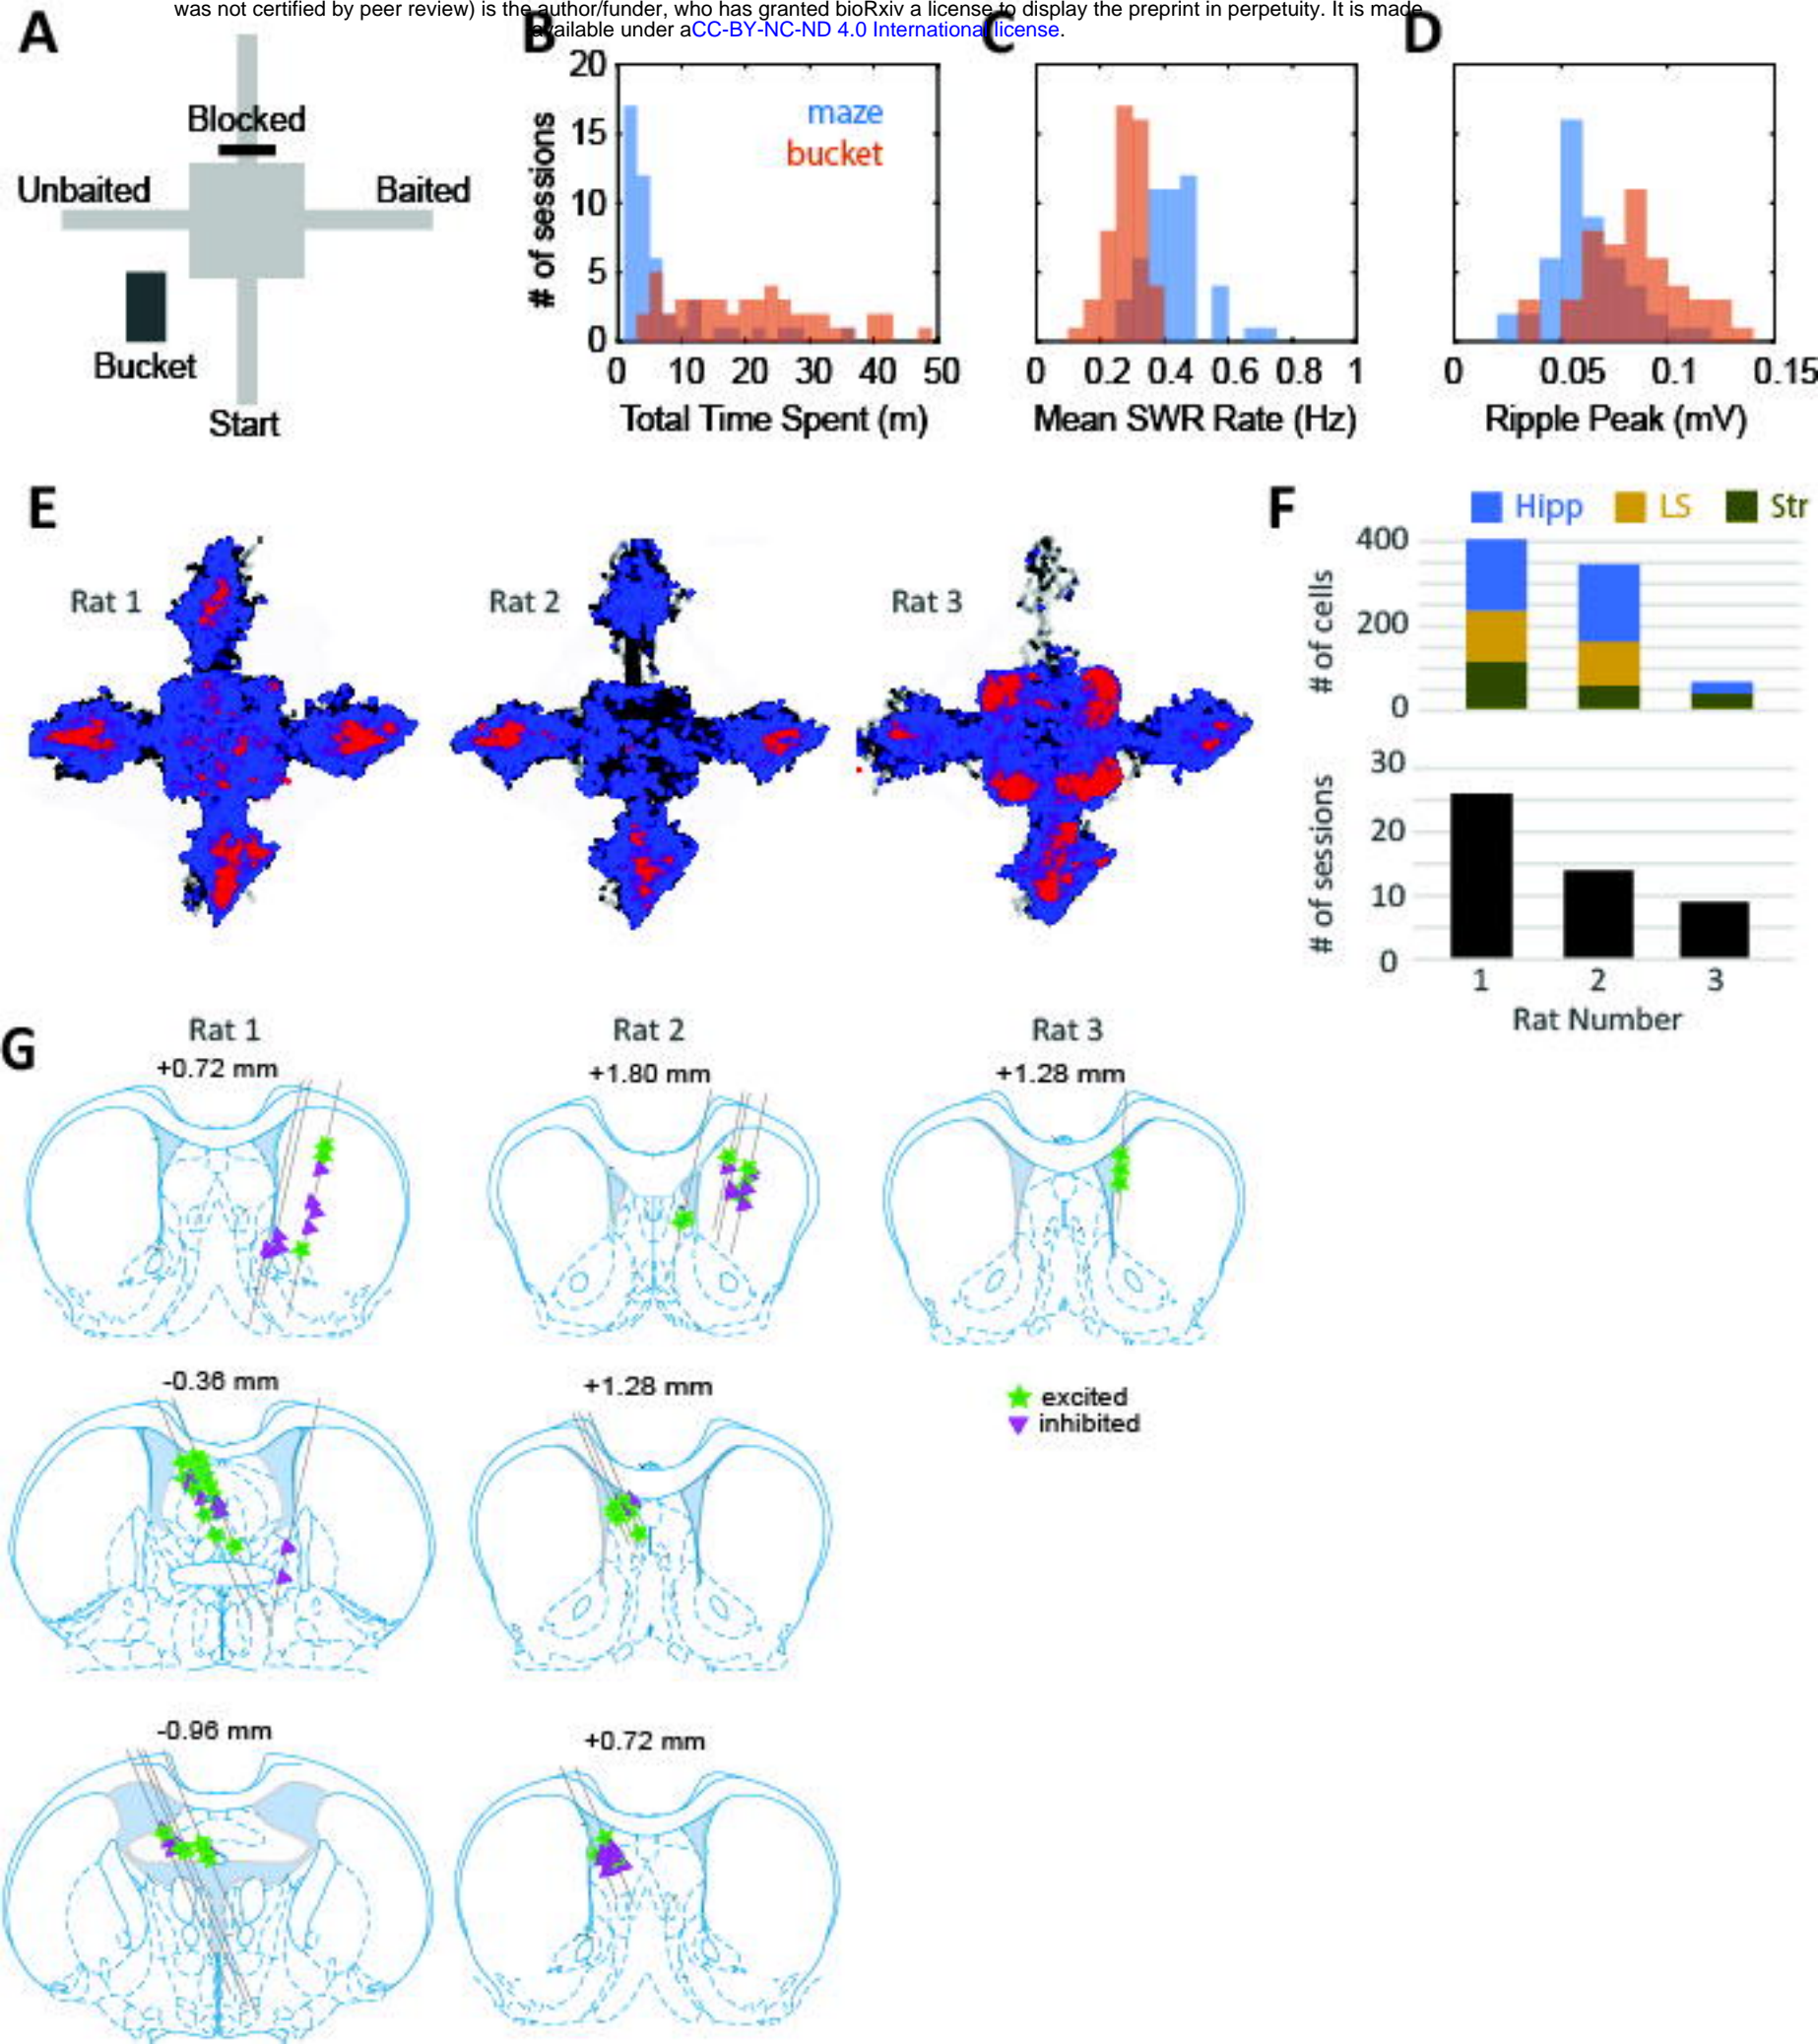 was not certified by peer review) is the author/funder, who has granted bioRxiv a license to display the preprint in perpetuity. It is made
available under aCC-BY-NC-ND 4.0 International license.
A
Blocked
Unbaited
Baited
Bucket
Start
B
# of sessions
20
15
10
5
0
maze
bucket
0 10 20 30 40 50
Total Time Spent (m)
C
0 0.2 0.4 0.6 0.8 1
Mean SWR Rate (Hz)
D
0 0.05 0.1 0.15
Ripple Peak (mV)
E
Rat 1
Rat 2
Rat 3
F
Hipp LS Str
# of cells
400
200
0
# of sessions
30
20
10
0
1 2 3
Rat Number
G
Rat 1
Rat 2
Rat 3
+0.72 mm
+1.80 mm
+1.28 mm
-0.36 mm
+1.28 mm
excited
inhibited
-0.96 mm
+0.72 mm